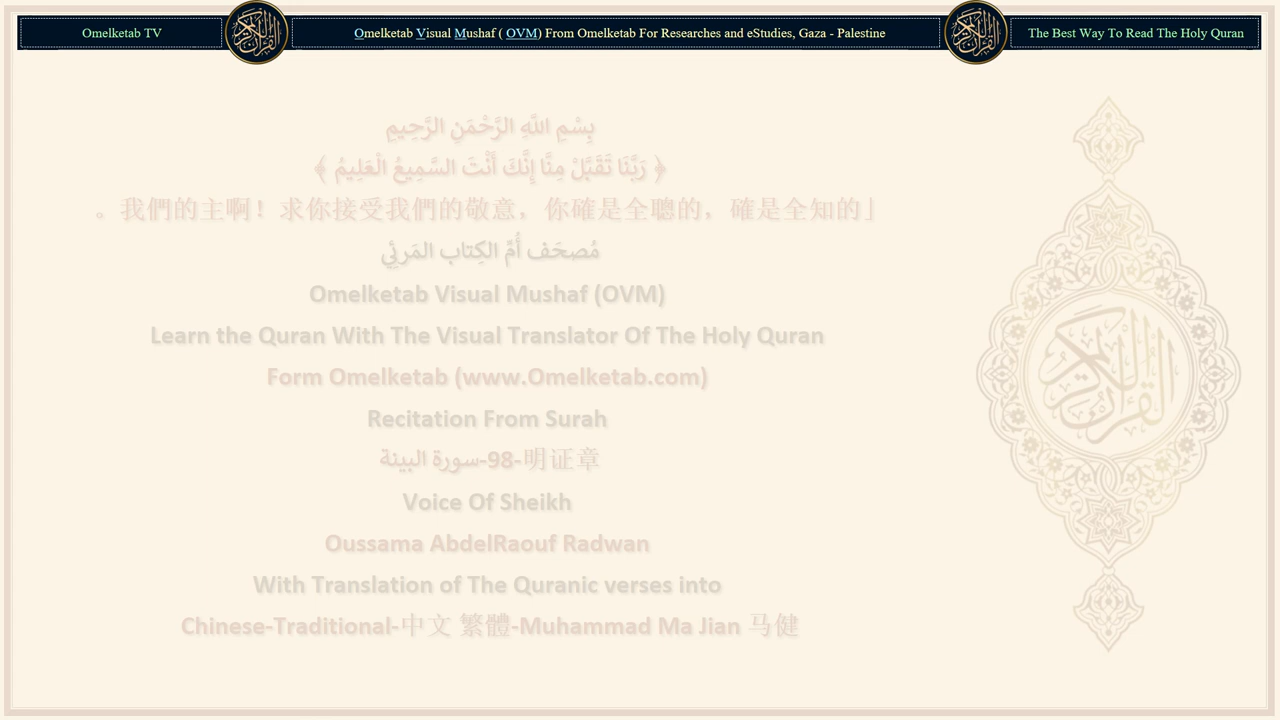 Omelketab TV
Omelketab Visual Mushaf ( OVM) From Omelketab For Researches and eStudies, Gaza - Palestine
The Best Way To Read The Holy Quran
بِسْمِ اللَّهِ الرَّحْمَنِ الرَّحِيمِ
﴿ رَبَّنَا تَقَبَّلْ مِنَّا إِنَّكَ أَنْتَ السَّمِيعُ الْعَلِيمُ ﴾
。我們的主啊！求你接受我們的敬意，你確是全聰的，確是全知的」
مُصحَف أُمِّ الكِتاب المَرئِي
Omelketab Visual Mushaf (OVM)
Learn the Quran With The Visual Translator Of The Holy Quran
Form Omelketab (www.Omelketab.com)
Recitation From Surah
سورة البينة-98-明证章
Voice Of Sheikh
Oussama AbdelRaouf Radwan
With Translation of The Quranic verses into
Chinese-Traditional-中文 繁體-Muhammad Ma Jian 马健
القرآن الكريم